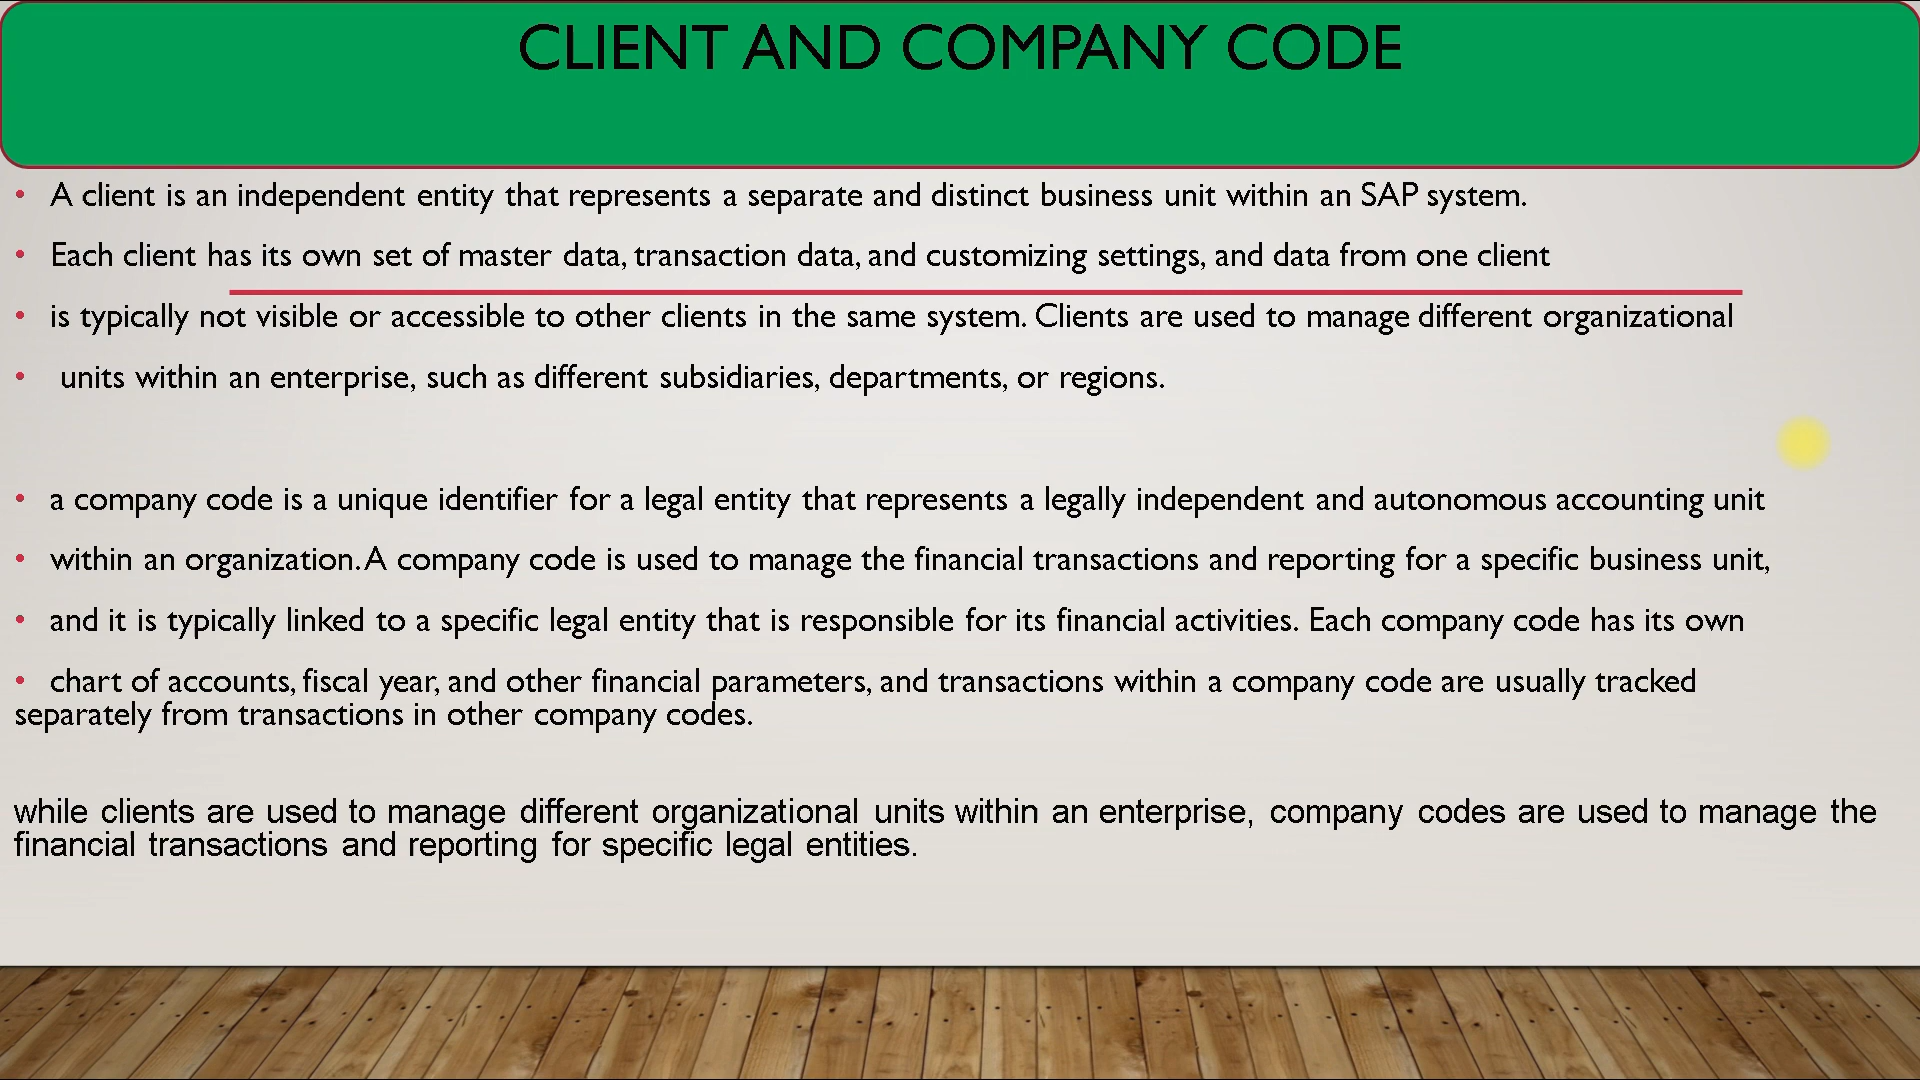 CLIENT AND COMPANY CODE
• A client is an independent entity that represents a separate and distinct business unit within an SAP system.
• Each client has its own set of master data, transaction data, and customizing settings, and data from one client
• is typically not visible or accessible to other clients in the same system. Clients are used to manage different organizational
• units within an enterprise, such as different subsidiaries, departments, or regions.
• a company code is a unique identifier for a legal entity that represents a legally independent and autonomous accounting unit
• within an organization. A company code is used to manage the financial transactions and reporting for a specific business unit,
• and it is typically linked to a specific legal entity that is responsible for its financial activities. Each company code has its own
• chart of accounts, fiscal year, and other financial parameters, and transactions within a company code are usually tracked
separately from transactions in other company codes.
while clients are used to manage different organizational units within an enterprise, company codes are used to manage the
financial transactions and reporting for specific legal entities.